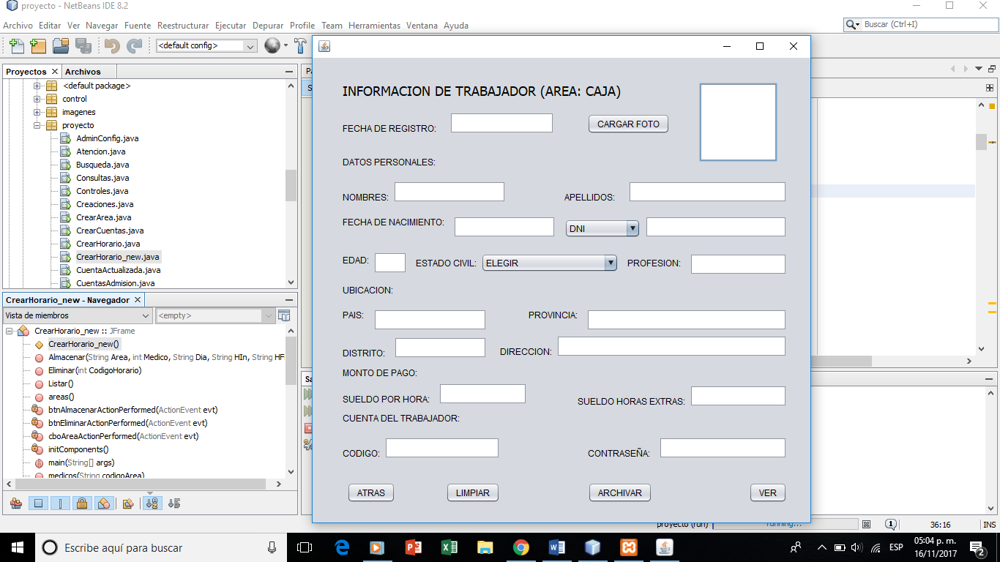 proyecto - NetBeans IDE 8.2
Archivo Editar Ver Navegar Fuente Reestructurar Ejecutar Depurar Profile Team Herramientas Ventana Ayuda
Buscar (Ctrl+I)
<default config>
Proyectos Archivos
<default package>
control
imagenes
proyecto
AdminConfig.java
Atencion.java
Busqueda.java
Consultas.java
Controles.java
Creaciones.java
CrearArea.java
CrearCuentas.java
CrearHorario.java
CrearHorario_new.java
CuentaActualizada.java
CuentasAdmision.java
CrearHorario_new - Navegador
Vista de miembros <empty>
CrearHorario_new :: JFrame
CrearHorario_new()
Almacenar(String Area, int Medico, String Dia, String HIn, String HF
Eliminar(int CodigoHorario)
Listar()
areas()
btnAlmacenarActionPerformed(ActionEvent evt)
btnEliminarActionPerformed(ActionEvent evt)
cboAreaActionPerformed(ActionEvent evt)
initComponents()
main(String[] args)
medicos(String codigoArea)
INFORMACION DE TRABAJADOR (AREA: CAJA)
FECHA DE REGISTRO: CARGAR FOTO
DATOS PERSONALES:
NOMBRES: APELLIDOS:
FECHA DE NACIMIENTO: DNI
EDAD: ESTADO CIVIL: ELEGIR PROFESION:
UBICACION:
PAIS: PROVINCIA:
DISTRITO: DIRECCION:
MONTO DE PAGO:
SUELDO POR HORA: SUELDO HORAS EXTRAS:
CUENTA DEL TRABAJADOR:
CODIGO: CONTRASEÑA:
ATRAS LIMPIAR ARCHIVAR VER
proyecto (run) running... 1 36:16 INS
Escribe aquí para buscar
ESP
05:04 p. m.
16/11/2017
2